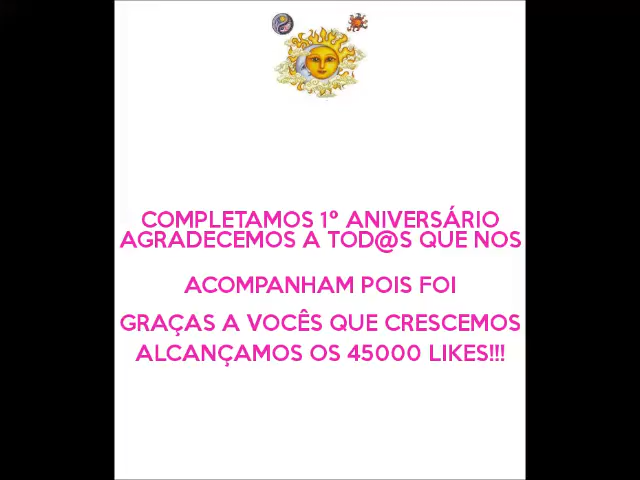 COMPLETAMOS 1º ANIVERSÁRIO
AGRADECEMOS A TOD@S QUE NOS
ACOMPANHAM POIS FOI
GRAÇAS A VOCÊS QUE CRESCEMOS
ALCANÇAMOS OS 45000 LIKES!!!